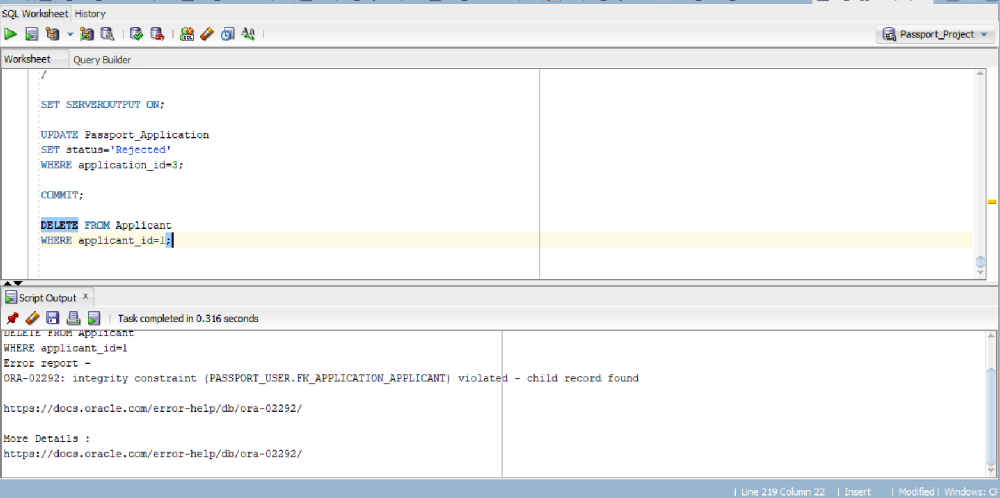 SQL Worksheet History
Passport_Project
Worksheet Query Builder
/
SET SERVEROUTPUT ON;
UPDATE Passport_Application
SET status='Rejected'
WHERE application_id=3;
COMMIT;
DELETE FROM Applicant
WHERE applicant_id=1;
Script Output x
Task completed in 0.316 seconds
DELETE FROM Applicant
WHERE applicant_id=1
Error report -
ORA-02292: integrity constraint (PASSPORT_USER.FK_APPLICATION_APPLICANT) violated - child record found
https://docs.oracle.com/error-help/db/ora-02292/
More Details :
https://docs.oracle.com/error-help/db/ora-02292/
| Line 219 Column 22 | Insert | Modified | Windows: CF